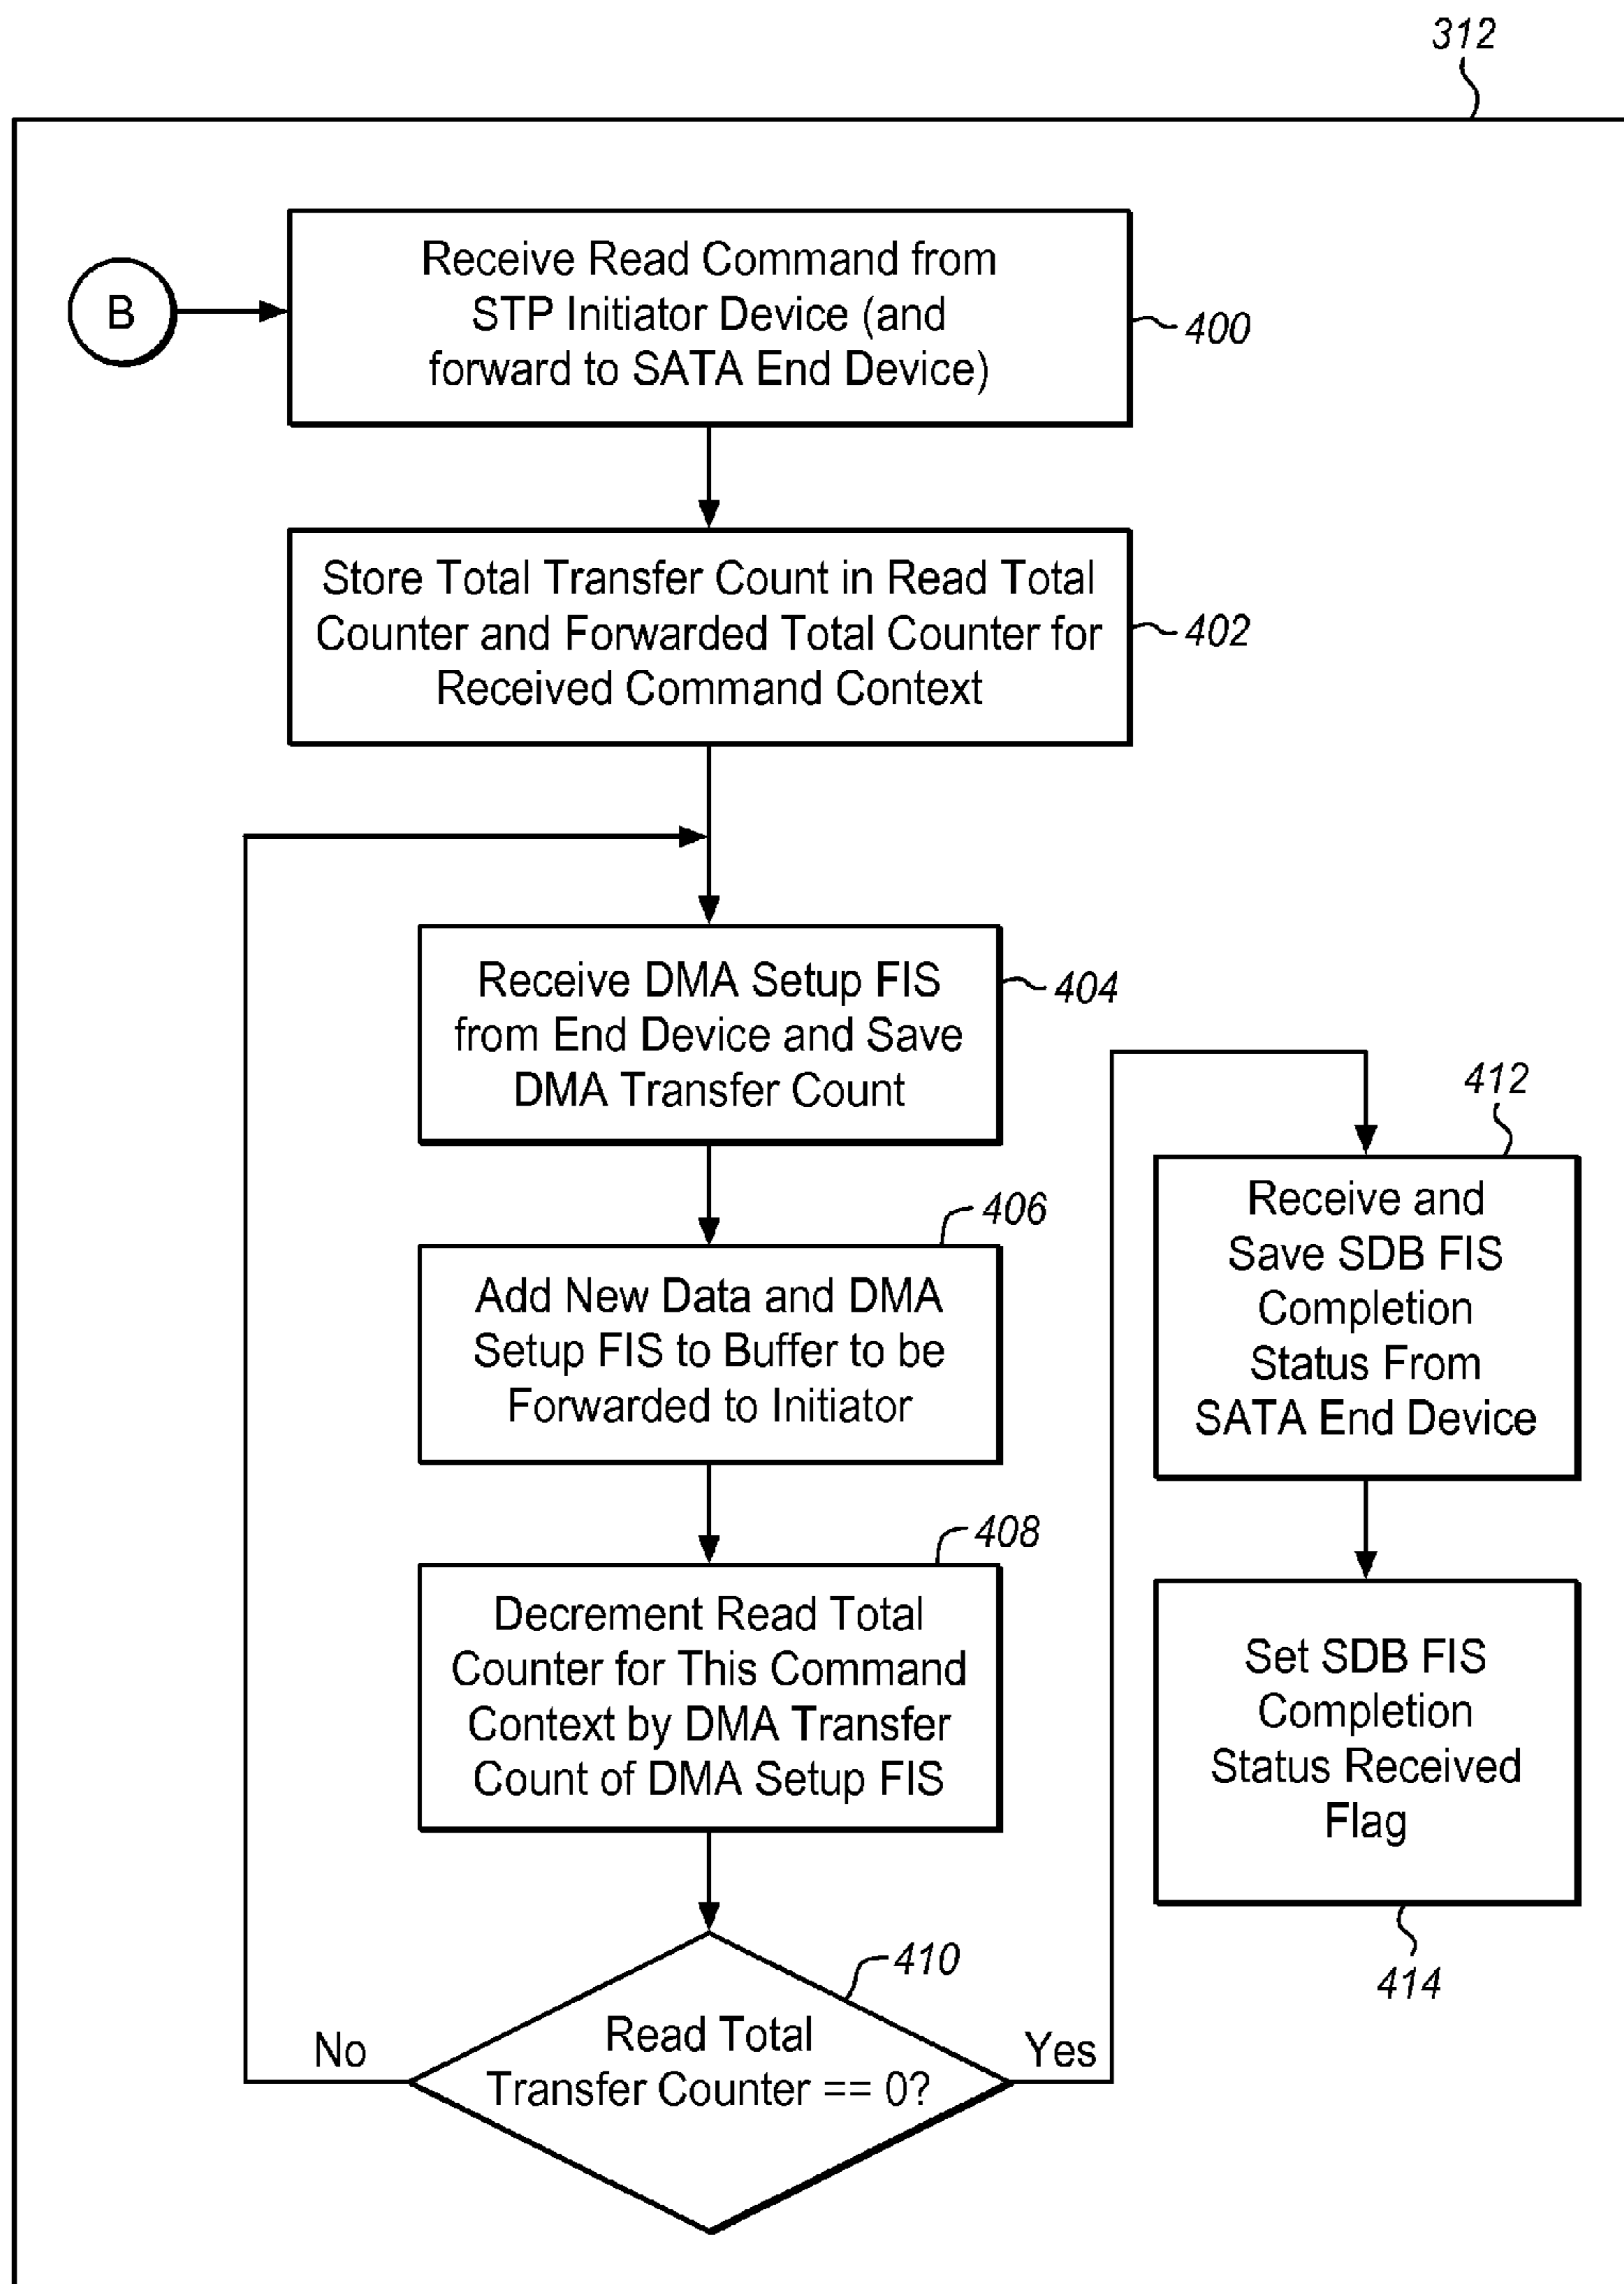 312
B
Receive Read Command from
STP Initiator Device (and
forward to SATA End Device)
400
Store Total Transfer Count in Read Total
Counter and Forwarded Total Counter for
Received Command Context
402
Receive DMA Setup FIS
from End Device and Save
DMA Transfer Count
404
406
Add New Data and DMA
Setup FIS to Buffer to be
Forwarded to Initiator
408
Decrement Read Total
Counter for This Command
Context by DMA Transfer
Count of DMA Setup FIS
410
Read Total
Transfer Counter == 0?
No
Yes
412
Receive and
Save SDB FIS
Completion
Status From
SATA End Device
Set SDB FIS
Completion
Status Received
Flag
414